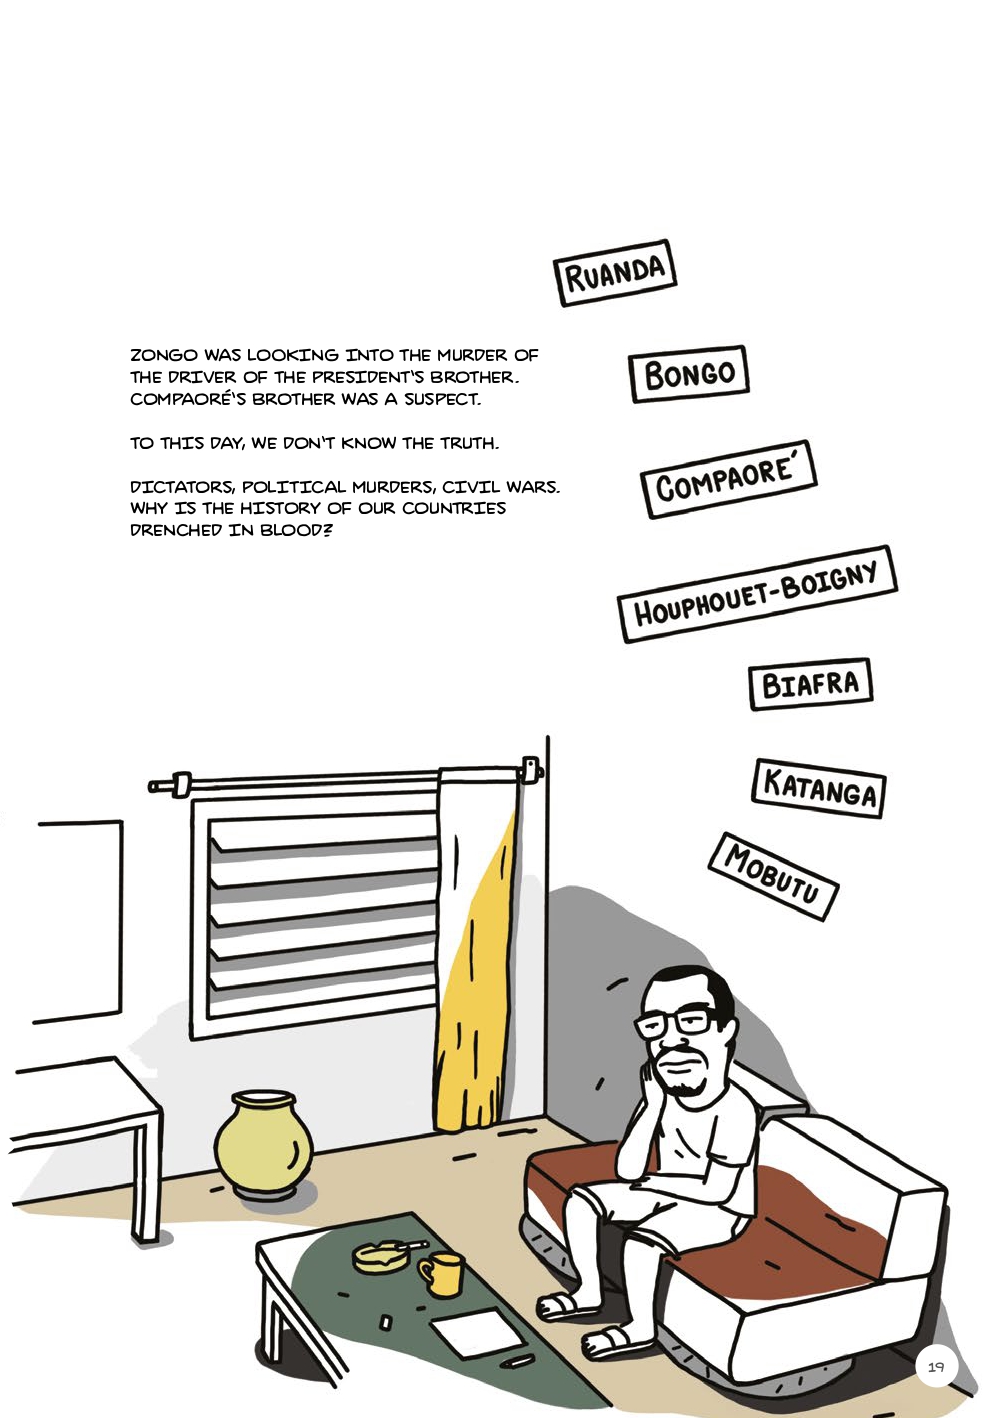 RUANDA
BONGO
ZONGO WAS LOOKING INTO THE MURDER OF
THE DRIVER OF THE PRESIDENT'S BROTHER.
COMPAORÉ'S BROTHER WAS A SUSPECT.
TO THIS DAY, WE DON'T KNOW THE TRUTH.
DICTATORS, POLITICAL MURDERS, CIVIL WARS.
WHY IS THE HISTORY OF OUR COUNTRIES
DRENCHED IN BLOOD?
COMPAORÉ
HOUPHOUET-BOIGNY
BIAFRA
KATANGA
MOBUTU
19